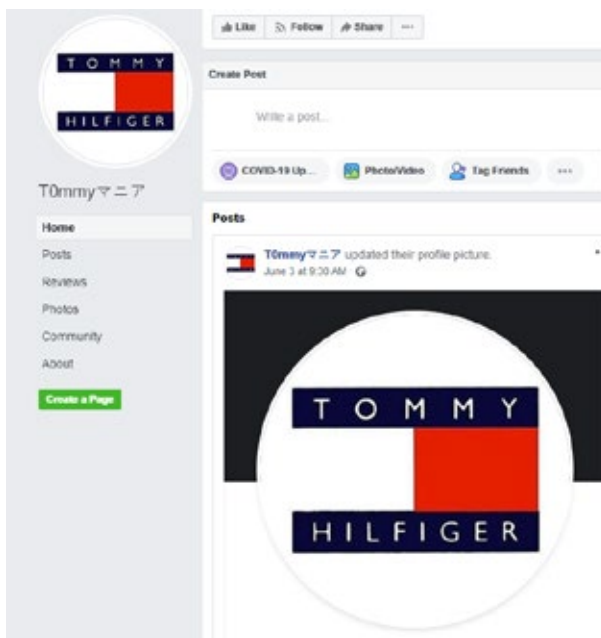 Like Follow Share ...
TOMMY
HILFIGER
Create Post
Write a post...
COVID-19 Up... Photo/Video Tag Friends ...
T0mmyマニア
Home
Posts
Reviews
Photos
Community
About
Create a Page
Posts
T0mmyマニア updated their profile picture.
June 3 at 9:30 AM
TOMMY
HILFIGER